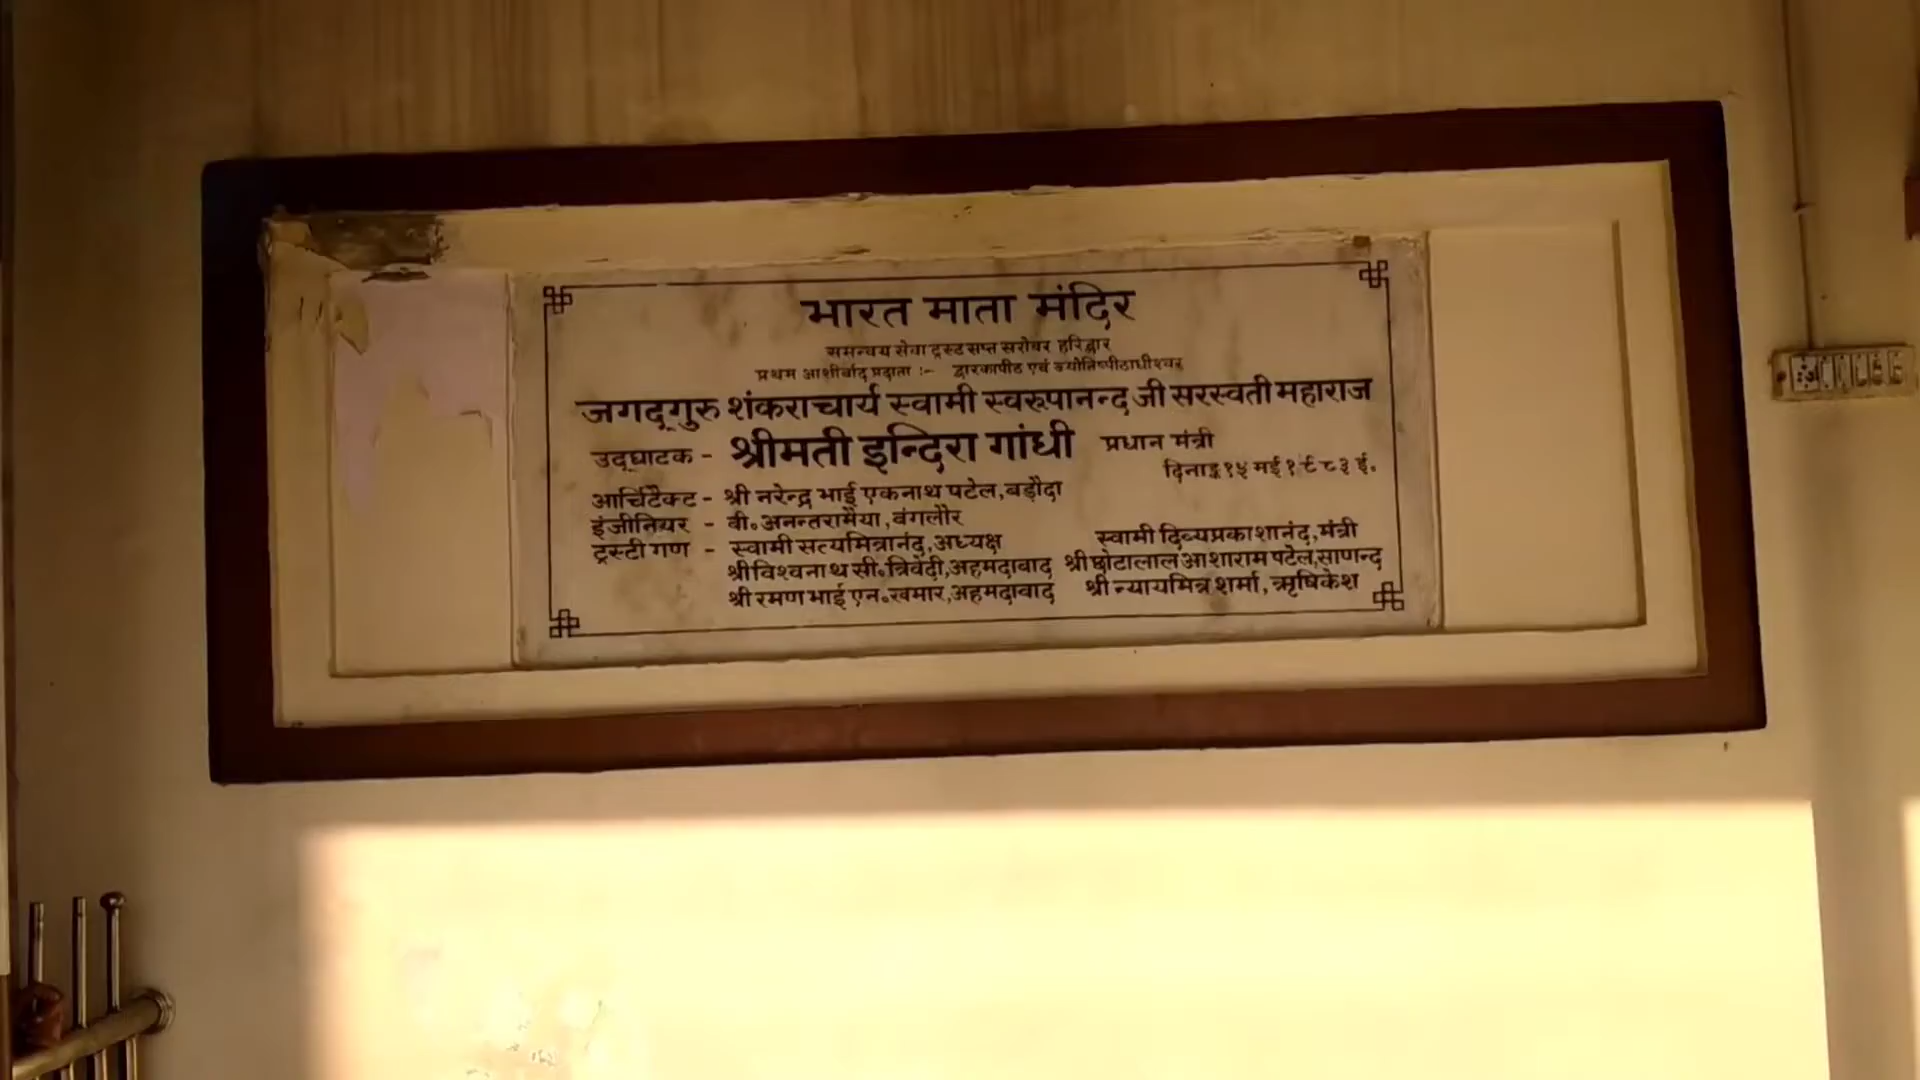 भारत माता मंदिर
समन्वय सेवा ट्रस्ट सप्त सरोवर हरिद्वार
प्रथम आशीर्वाद प्रदाता :- द्वारकापीठ एवं ज्योतिष्पीठाधीश्वर
जगद्गुरु शंकराचार्य स्वामी स्वरूपानन्द जी सरस्वती महाराज
उद्घाटक - श्रीमती इन्दिरा गांधी प्रधान मंत्री
दिनाङ्क १५ मई १९८३ ई॰
आर्चिटैक्ट - श्री नरेन्द्र भाई एकनाथ पटेल, बड़ौदा
इंजीनियर - वी॰ अनन्तरामैया, बंगलौर
ट्रस्टी गण - स्वामी सत्यमित्रानंद, अध्यक्ष स्वामी दिव्यप्रकाशानंद, मंत्री
श्री विश्वनाथ सी॰ त्रिवेदी, अहमदाबाद श्री छोटालाल आशाराम पटेल, साणन्द
श्री रमण भाई एन॰ खमार, अहमदाबाद श्री न्यायमित्र शर्मा, ऋषिकेश